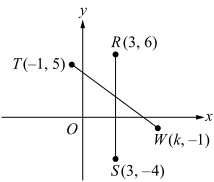 y
R(3, 6)
T(−1, 5)
O
x
W(k, −1)
S(3, −4)